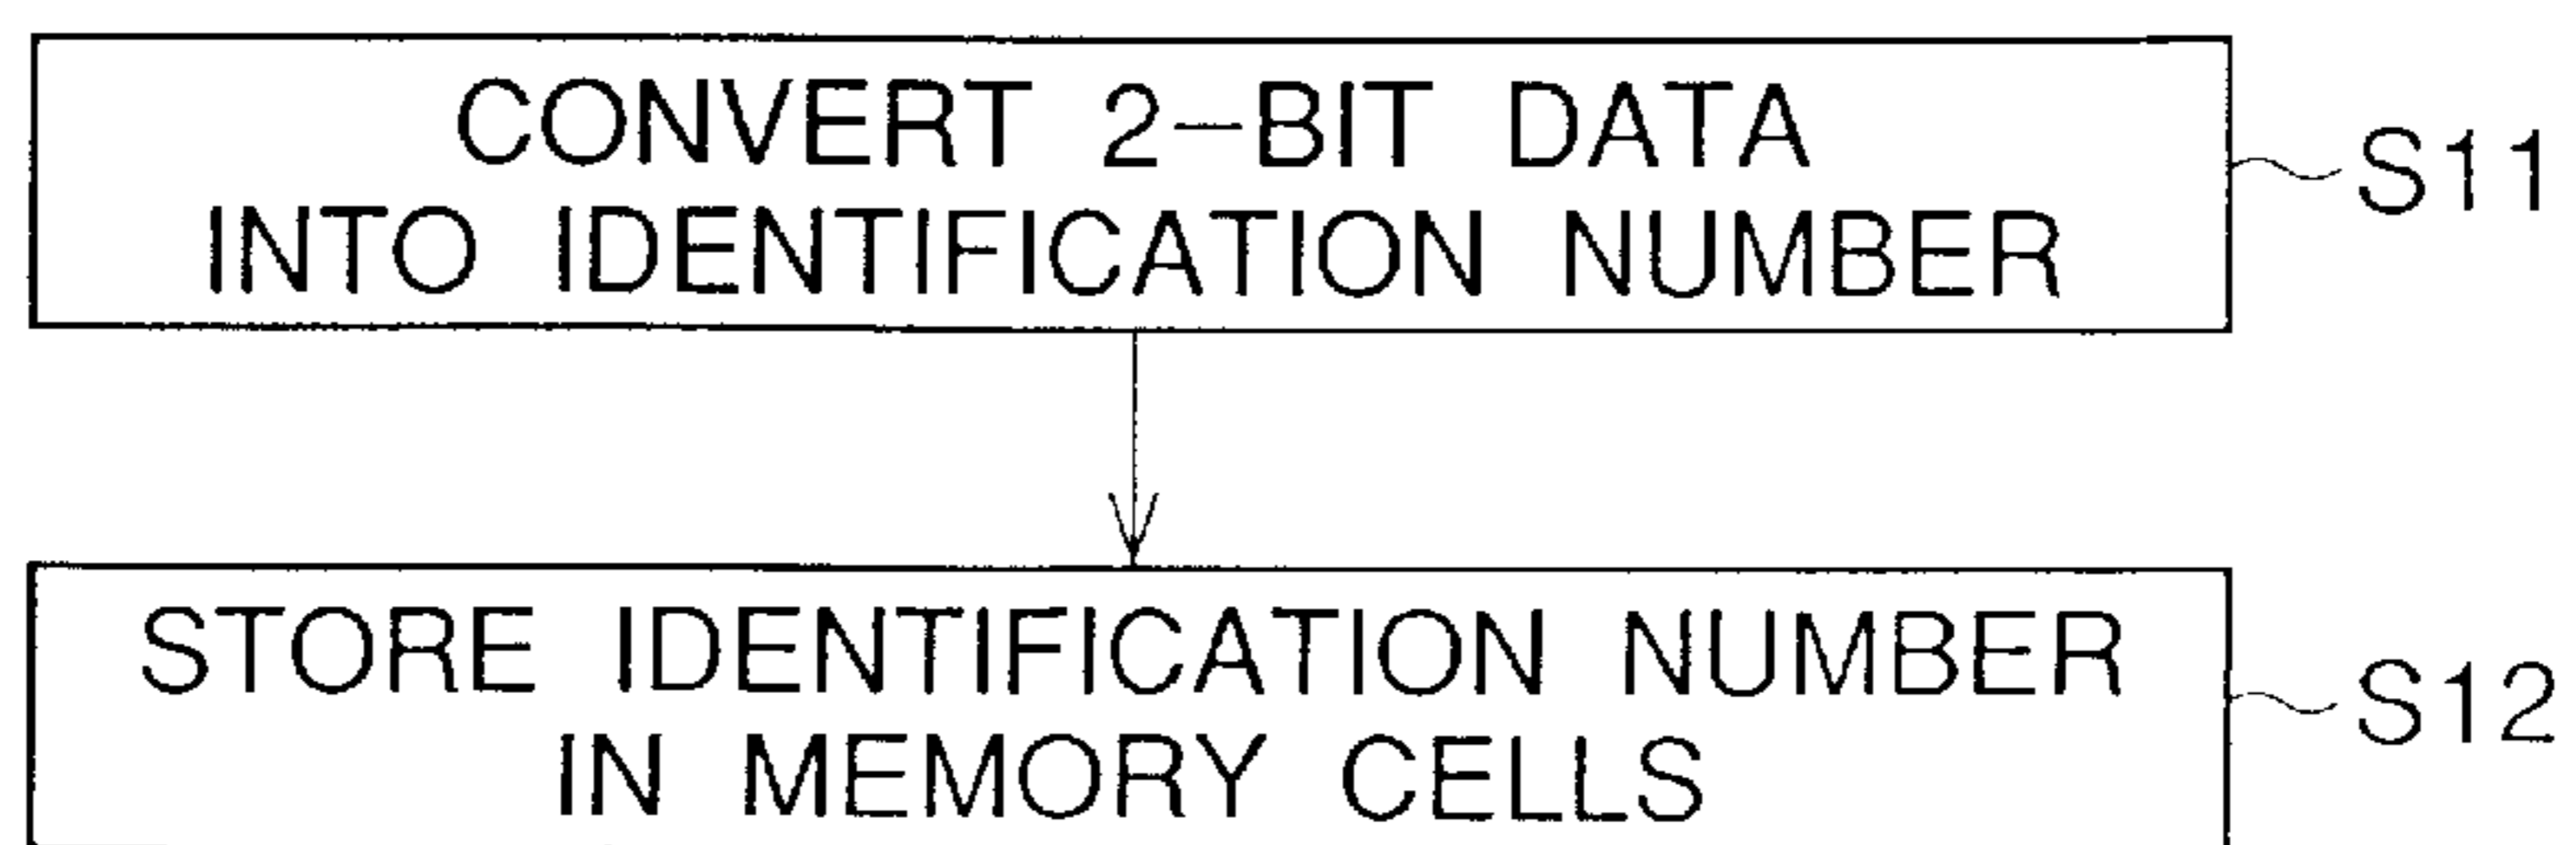 CONVERT 2-BIT DATA
INTO IDENTIFICATION NUMBER
S11
STORE IDENTIFICATION NUMBER
IN MEMORY CELLS
S12